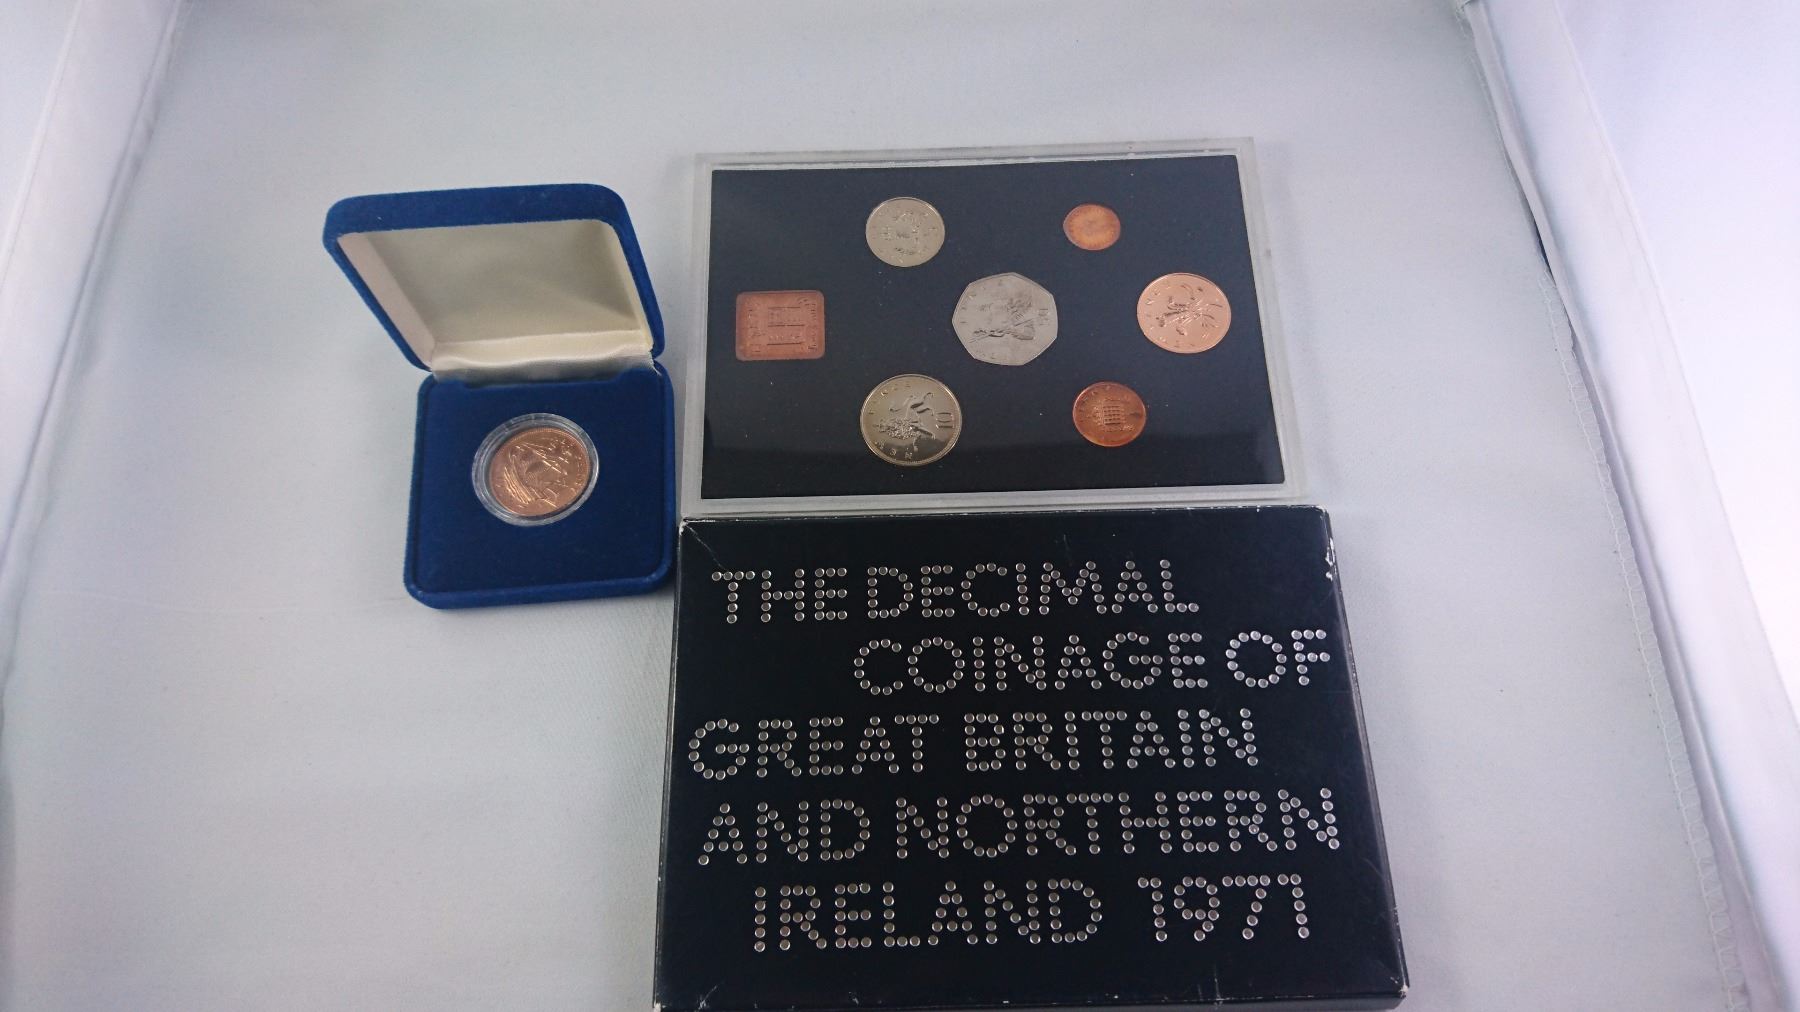 THE DECIMAL
COINAGE OF
GREAT BRITAIN
AND NORTHERN
IRELAND 1971